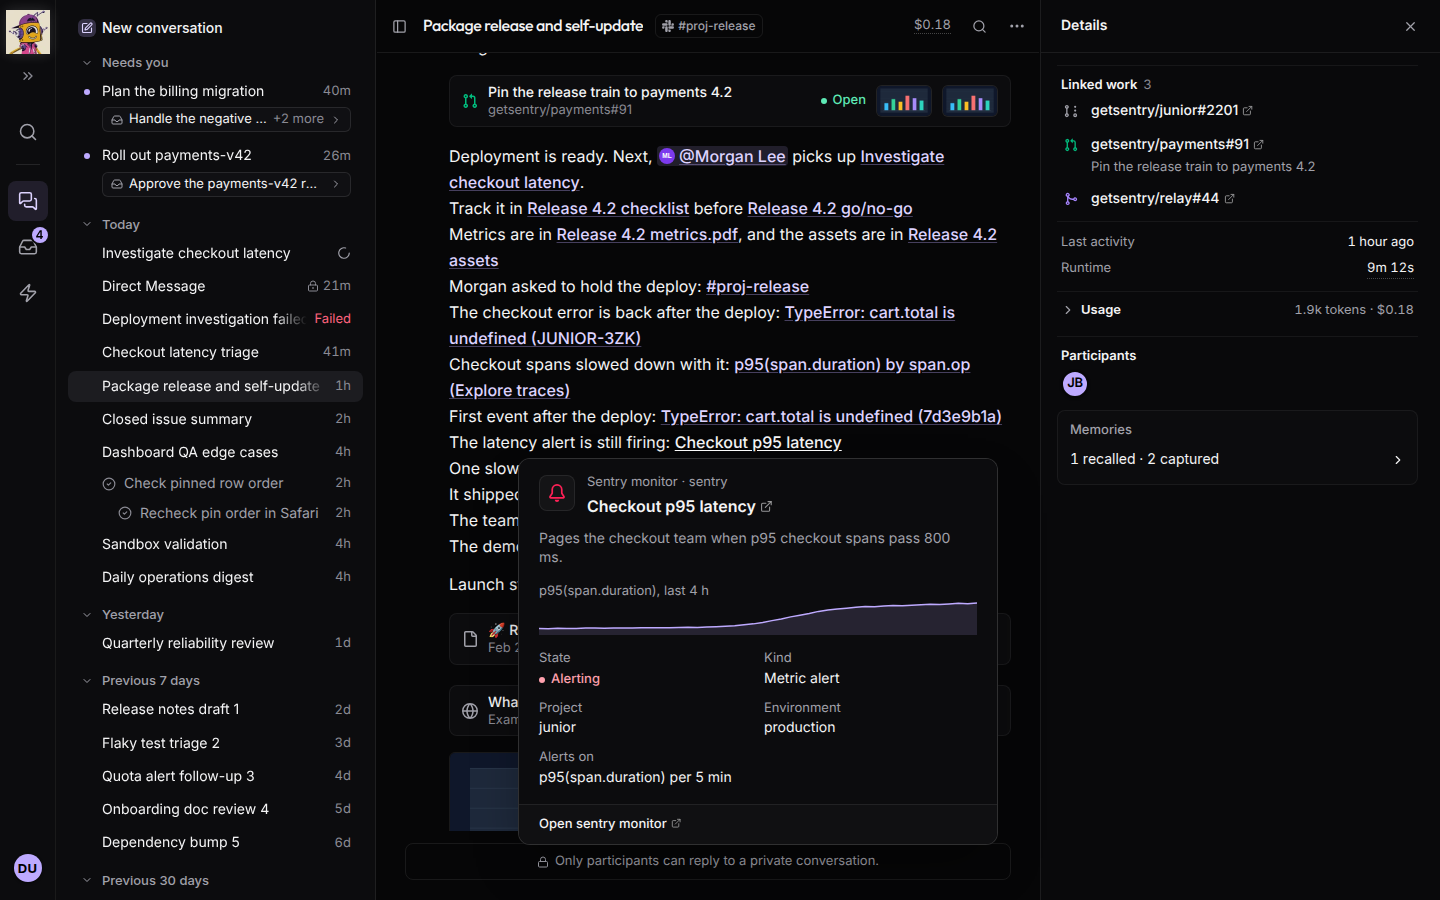 New conversation
Needs you
Plan the billing migration 40m
Handle the negative ... +2 more
Roll out payments-v42 26m
Approve the payments-v42 r...
Today
Investigate checkout latency
4
Direct Message 21m
Deployment investigation failed Failed
Checkout latency triage 41m
Package release and self-update 1h
Closed issue summary 2h
Dashboard QA edge cases 4h
Check pinned row order 2h
Recheck pin order in Safari 2h
Sandbox validation 4h
Daily operations digest 4h
Yesterday
Quarterly reliability review 1d
Previous 7 days
Release notes draft 1 2d
Flaky test triage 2 3d
Quota alert follow-up 3 4d
Onboarding doc review 4 5d
Dependency bump 5 6d
Previous 30 days
DU
Package release and self-update #proj-release $0.18
Pin the release train to payments 4.2
getsentry/payments#91
Open
Deployment is ready. Next, ML @Morgan Lee picks up Investigate
checkout latency.
Track it in Release 4.2 checklist before Release 4.2 go/no-go
Metrics are in Release 4.2 metrics.pdf, and the assets are in Release 4.2
assets
Morgan asked to hold the deploy: #proj-release
The checkout error is back after the deploy: TypeError: cart.total is
undefined (JUNIOR-3ZK)
Checkout spans slowed down with it: p95(span.duration) by span.op
(Explore traces)
First event after the deploy: TypeError: cart.total is undefined (7d3e9b1a)
The latency alert is still firing: Checkout p95 latency
One slow
It shipped
The team
The demo
Launch s
R
Feb 2
Wha
Exam
Sentry monitor · sentry
Checkout p95 latency
Pages the checkout team when p95 checkout spans pass 800
ms.
p95(span.duration), last 4 h
State Kind
Alerting Metric alert
Project Environment
junior production
Alerts on
p95(span.duration) per 5 min
Open sentry monitor
Only participants can reply to a private conversation.
Details
Linked work 3
getsentry/junior#2201
getsentry/payments#91
Pin the release train to payments 4.2
getsentry/relay#44
Last activity 1 hour ago
Runtime 9m 12s
Usage 1.9k tokens · $0.18
Participants
JB
Memories
1 recalled · 2 captured